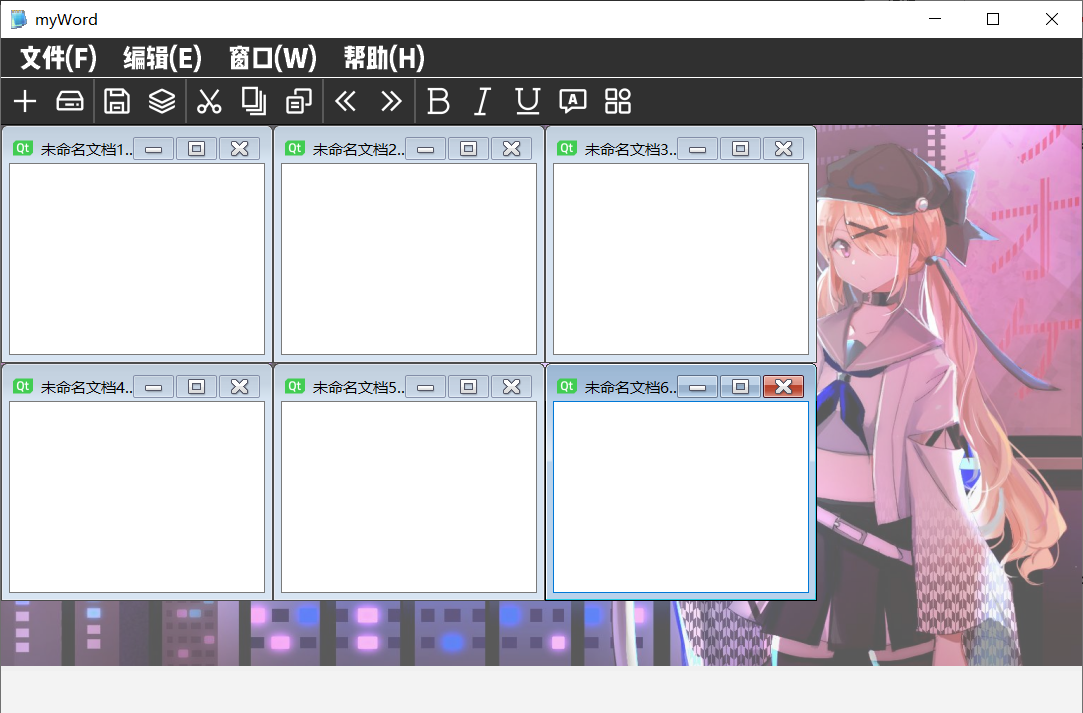 myWord
文件(F) 编辑(E) 窗口(W) 帮助(H)
B I U A
Qt 未命名文档1.. Qt 未命名文档2.. Qt 未命名文档3..
Qt 未命名文档4.. Qt 未命名文档5.. Qt 未命名文档6..